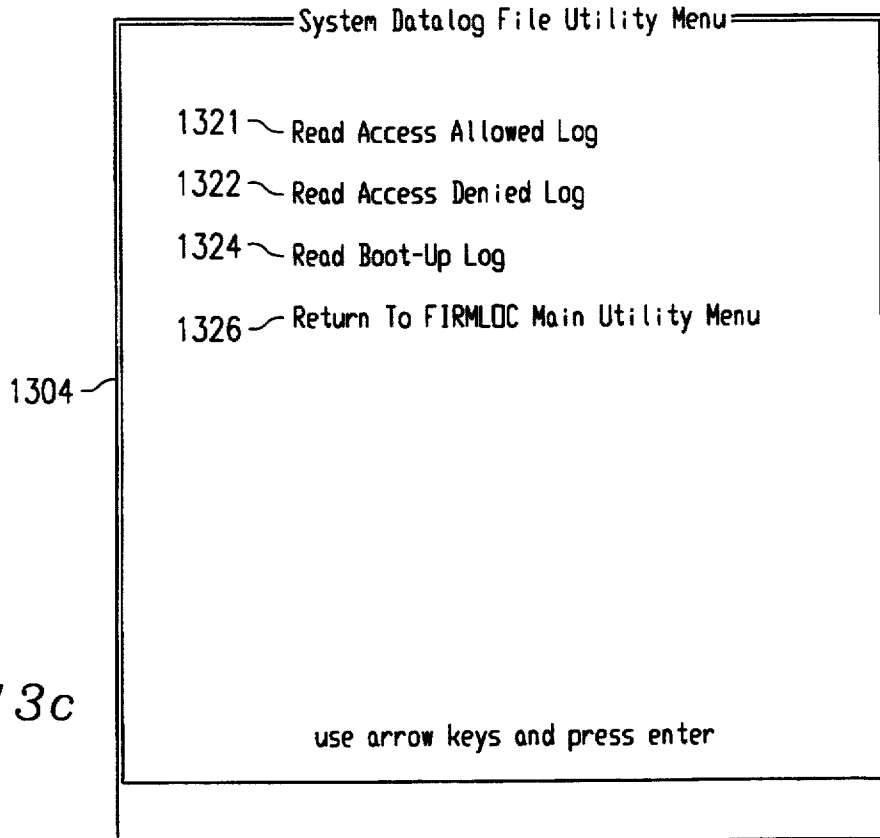 System Datalog File Utility Menu
1321 Read Access Allowed Log
1322 Read Access Denied Log
1324 Read Boot-Up Log
1326 Return To FIRMLOC Main Utility Menu
1304
3c
use arrow keys and press enter